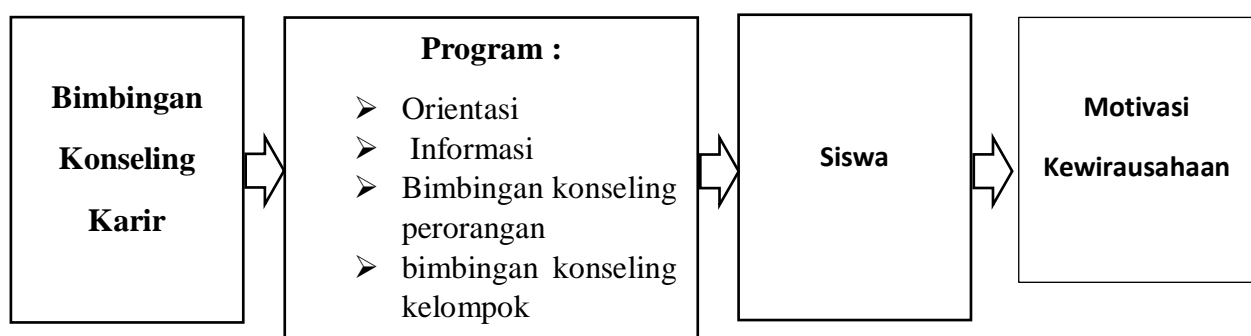 Bimbingan
Konseling
Karir
Program :
➢ Orientasi
➢ Informasi
➢ Bimbingan konseling
perorangan
➢ bimbingan konseling
kelompok
Siswa
Motivasi
Kewirausahaan